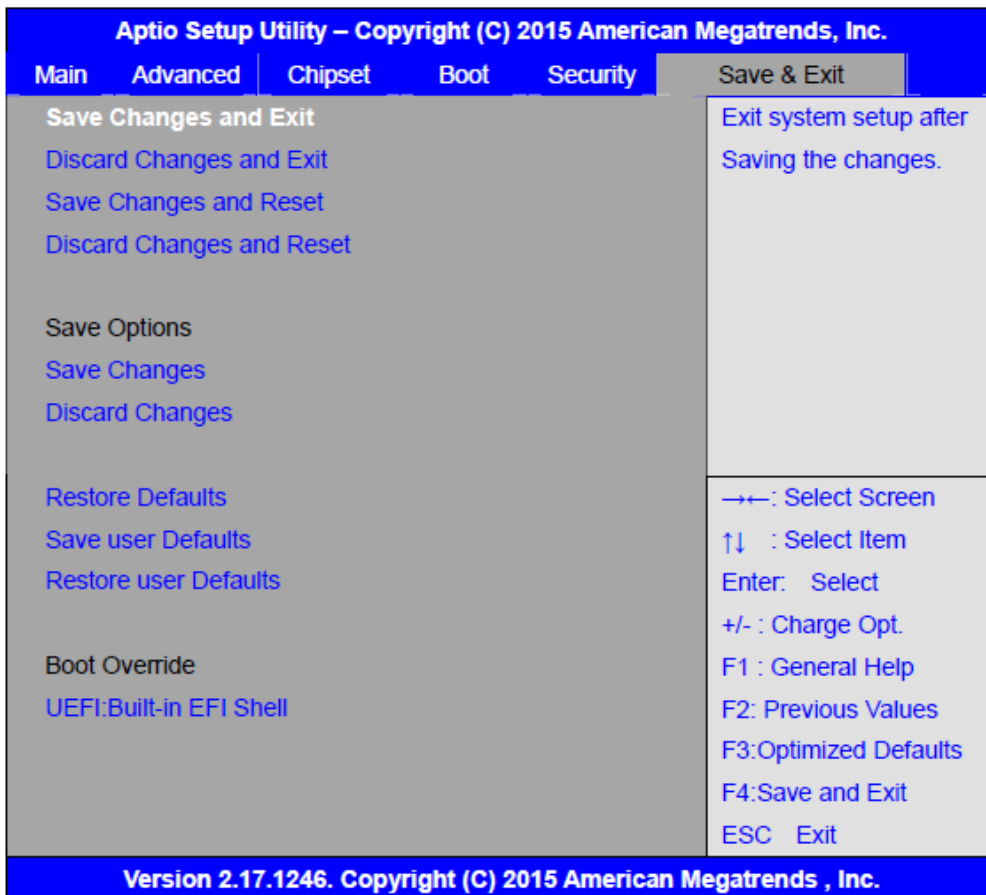 Aptio Setup Utility – Copyright (C) 2015 American Megatrends, Inc.
Main Advanced Chipset Boot Security Save & Exit
Save Changes and Exit
Discard Changes and Exit
Save Changes and Reset
Discard Changes and Reset
Save Options
Save Changes
Discard Changes
Restore Defaults
Save user Defaults
Restore user Defaults
Boot Override
UEFI:Built-in EFI Shell
Exit system setup after
Saving the changes.
→←: Select Screen
↑↓ : Select Item
Enter: Select
+/- : Charge Opt.
F1 : General Help
F2: Previous Values
F3:Optimized Defaults
F4:Save and Exit
ESC Exit
Version 2.17.1246. Copyright (C) 2015 American Megatrends , Inc.